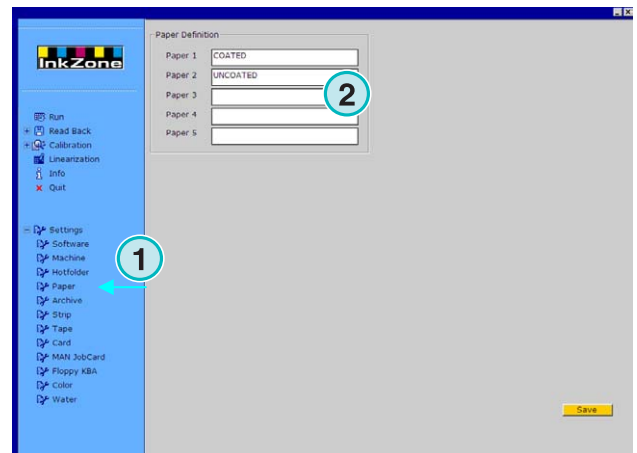 InkZone
Run
Read Back
Calibration
Linearization
Info
Quit
Settings
Software
Machine
Hotfolder
Paper
Archive
Strip
Tape
Card
MAN JobCard
Floppy KBA
Color
Water
1
Paper Definition
Paper 1 COATED
Paper 2 UNCOATED
Paper 3
Paper 4
Paper 5
2
Save